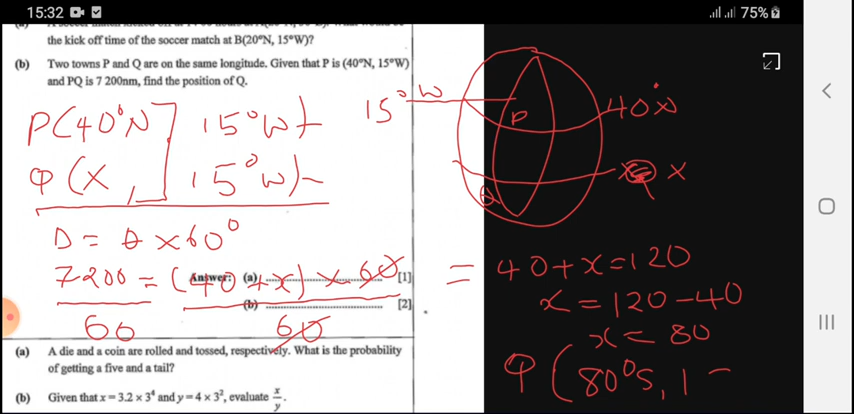 15:32
75%
the kick off time of the soccer match at B(20°N, 15°W)?
(b) Two towns P and Q are on the same longitude. Given that P is (40°N, 15°W)
and PQ is 7 200nm, find the position of Q.
P(40°N 15°W)
Q (X , 15°W)
D = θ × 60°
7200 = (40 + x) × 60
60 60
Answer: (a) [1]
(b) [2]
15°W
P
40°N
Q
x
= 40 + x = 120
x = 120 - 40
x = 80
Q (80°S, 1
(a) A die and a coin are rolled and tossed, respectively. What is the probability
of getting a five and a tail?
(b) Given that x = 3.2 × 3⁴ and y = 4 × 3², evaluate x/y.